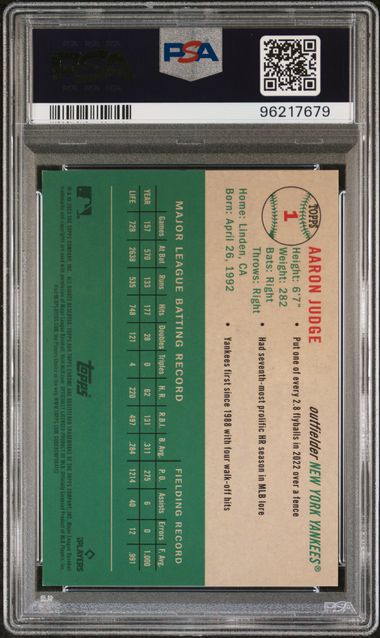 PSA
PSA
96217679
TOPPS
1
AARON JUDGE
outfielder NEW YORK YANKEES®
Height: 6'7"
Weight: 282
Bats: Right
Throws: Right
Home: Linden, CA
Born: April 26, 1992
• Put one of every 2.8 flyballs in 2022 over a fence
• Had seventh-most prolific HR season in MLB lore
• Yankees first since 1988 with four walk-off hits
MAJOR LEAGUE BATTING RECORD FIELDING RECORD
Games At Bat Runs Hits Doubles Triples H.R. R.B.I. B.Avg. P.O. Assists Errors F. Avg.
YEAR 157 570 133 177 28 0 62 131 .311 275 6 0 1.000
LIFE 729 2638 535 748 121 4 220 497 .284 1214 40 12 .991
topps
PLAYERS